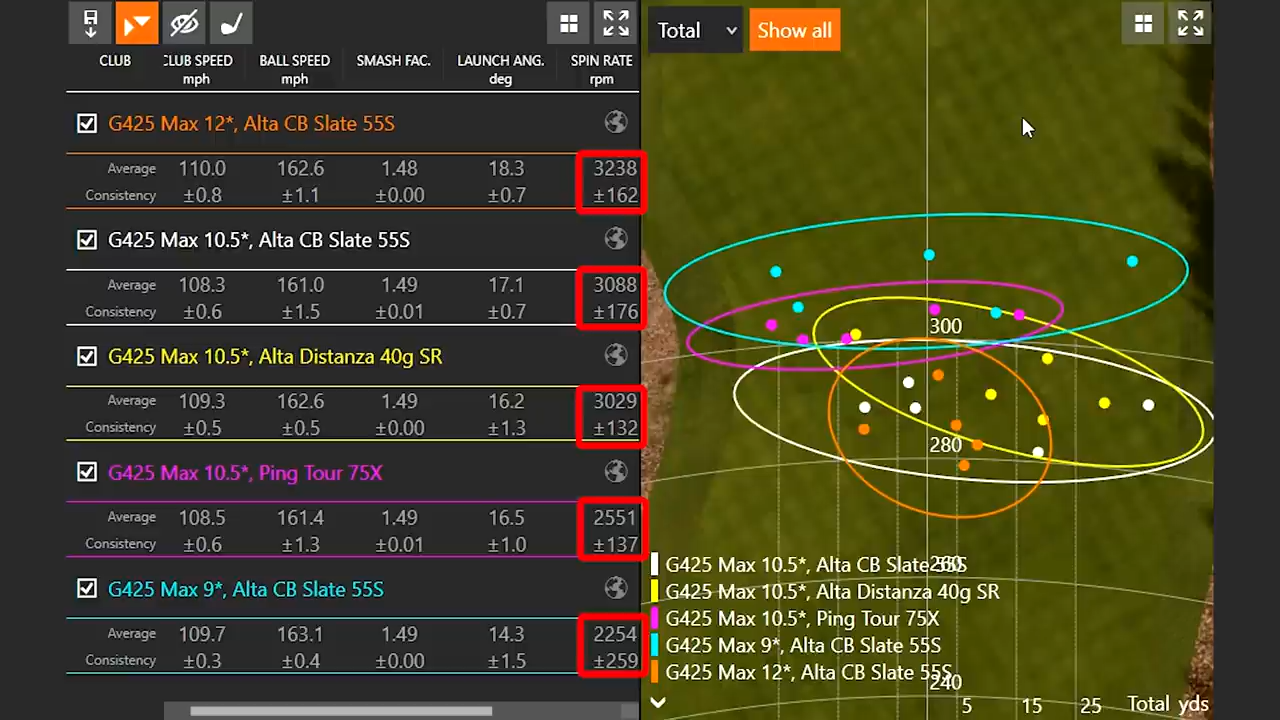 Total
Show all
CLUB CLUB SPEED BALL SPEED SMASH FAC. LAUNCH ANG. SPIN RATE
mph mph deg rpm
G425 Max 12*, Alta CB Slate 55S
Average 110.0 162.6 1.48 18.3 3238
Consistency ±0.8 ±1.1 ±0.00 ±0.7 ±162
G425 Max 10.5*, Alta CB Slate 55S
Average 108.3 161.0 1.49 17.1 3088
Consistency ±0.6 ±1.5 ±0.01 ±0.7 ±176
G425 Max 10.5*, Alta Distanza 40g SR
Average 109.3 162.6 1.49 16.2 3029
Consistency ±0.5 ±0.5 ±0.00 ±1.3 ±132
G425 Max 10.5*, Ping Tour 75X
Average 108.5 161.4 1.49 16.5 2551
Consistency ±0.6 ±1.3 ±0.01 ±1.0 ±137
G425 Max 9*, Alta CB Slate 55S
Average 109.7 163.1 1.49 14.3 2254
Consistency ±0.3 ±0.4 ±0.00 ±1.5 ±259
300
280
260
G425 Max 10.5*, Alta CB Slate 55S
G425 Max 10.5*, Alta Distanza 40g SR
G425 Max 10.5*, Ping Tour 75X
G425 Max 9*, Alta CB Slate 55S
G425 Max 12*, Alta CB Slate 55S
240
5 15 25 Total yds